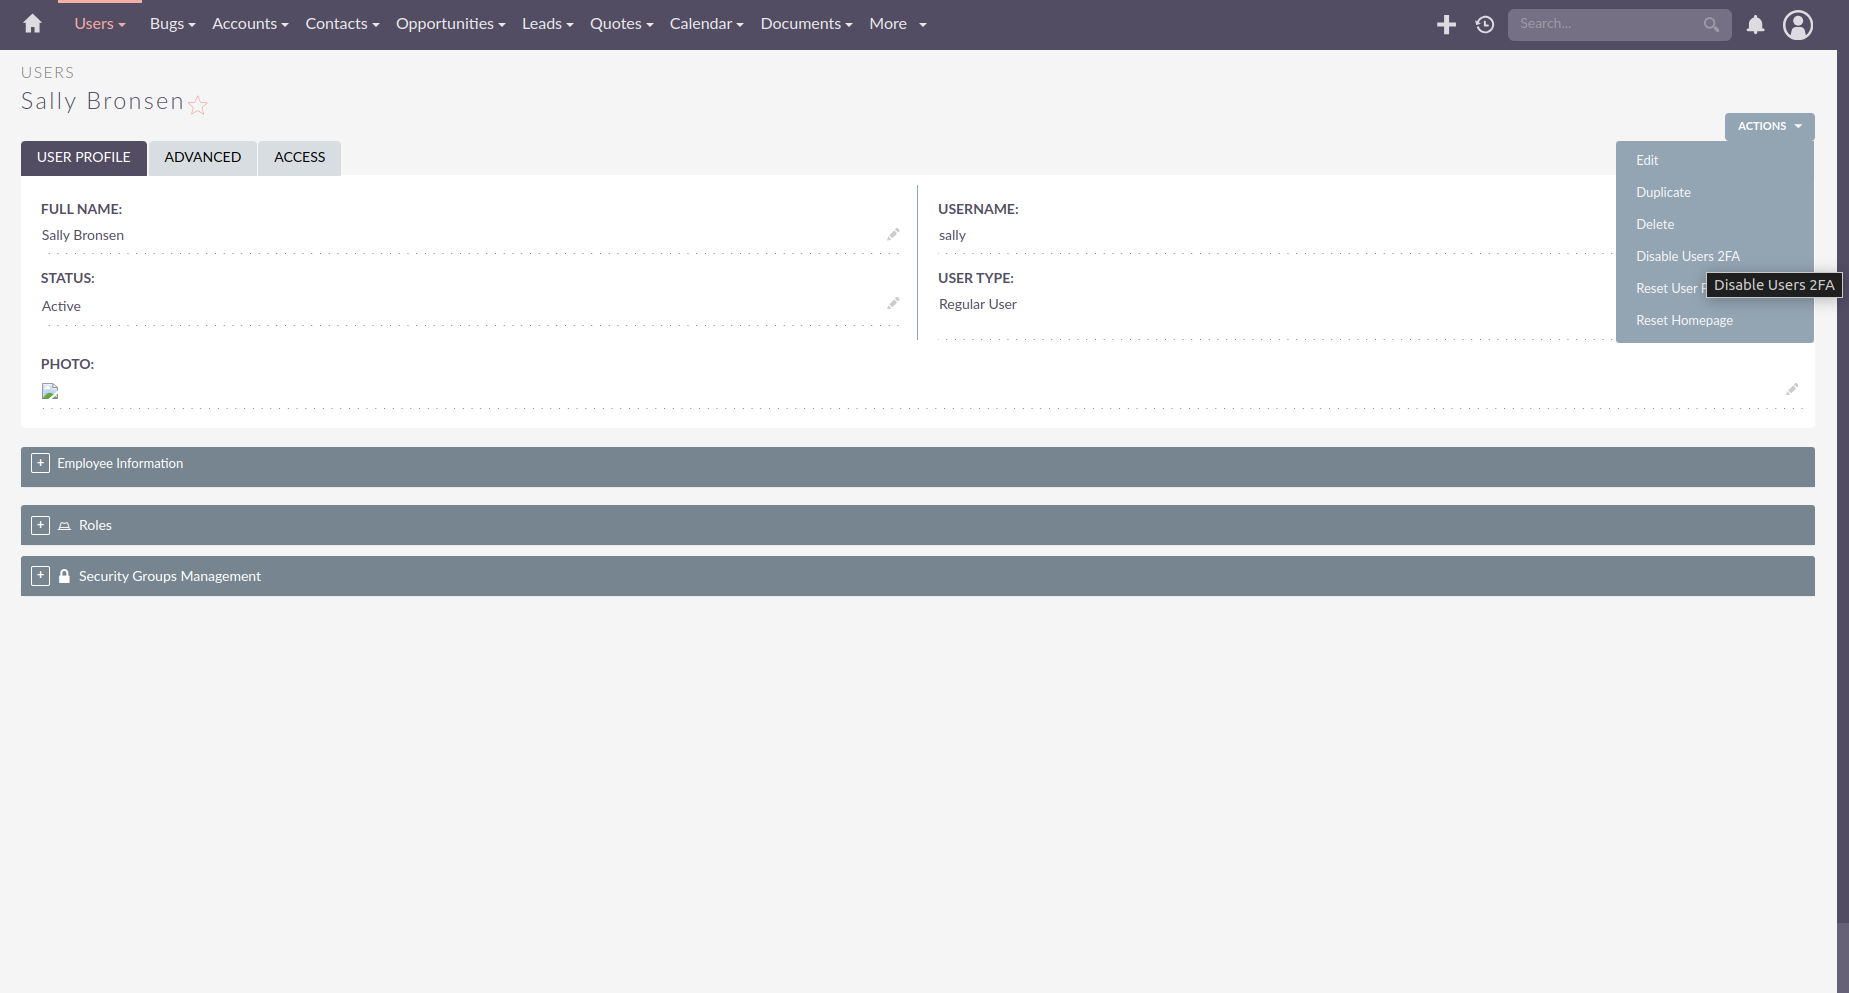 Users Bugs Accounts Contacts Opportunities Leads Quotes Calendar Documents More Search...
USERS
Sally Bronsen
ACTIONS
USER PROFILE ADVANCED ACCESS
Edit
Duplicate
Delete
Disable Users 2FA
Reset User
Disable Users 2FA
Reset Homepage
FULL NAME:
Sally Bronsen
USERNAME:
sally
STATUS:
Active
USER TYPE:
Regular User
PHOTO:
+ Employee Information
+ Roles
+ Security Groups Management